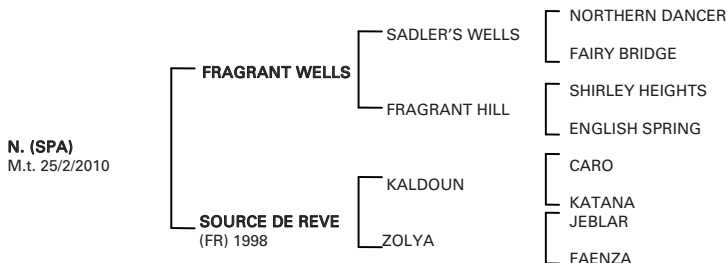 NORTHERN DANCER
SADLER'S WELLS
FAIRY BRIDGE
FRAGRANT WELLS
SHIRLEY HEIGHTS
FRAGRANT HILL
ENGLISH SPRING
N. (SPA)
M.t. 25/2/2010
CARO
KALDOUN
KATANA
SOURCE DE REVE
(FR) 1998
JEBLAR
ZOLYA
FAENZA